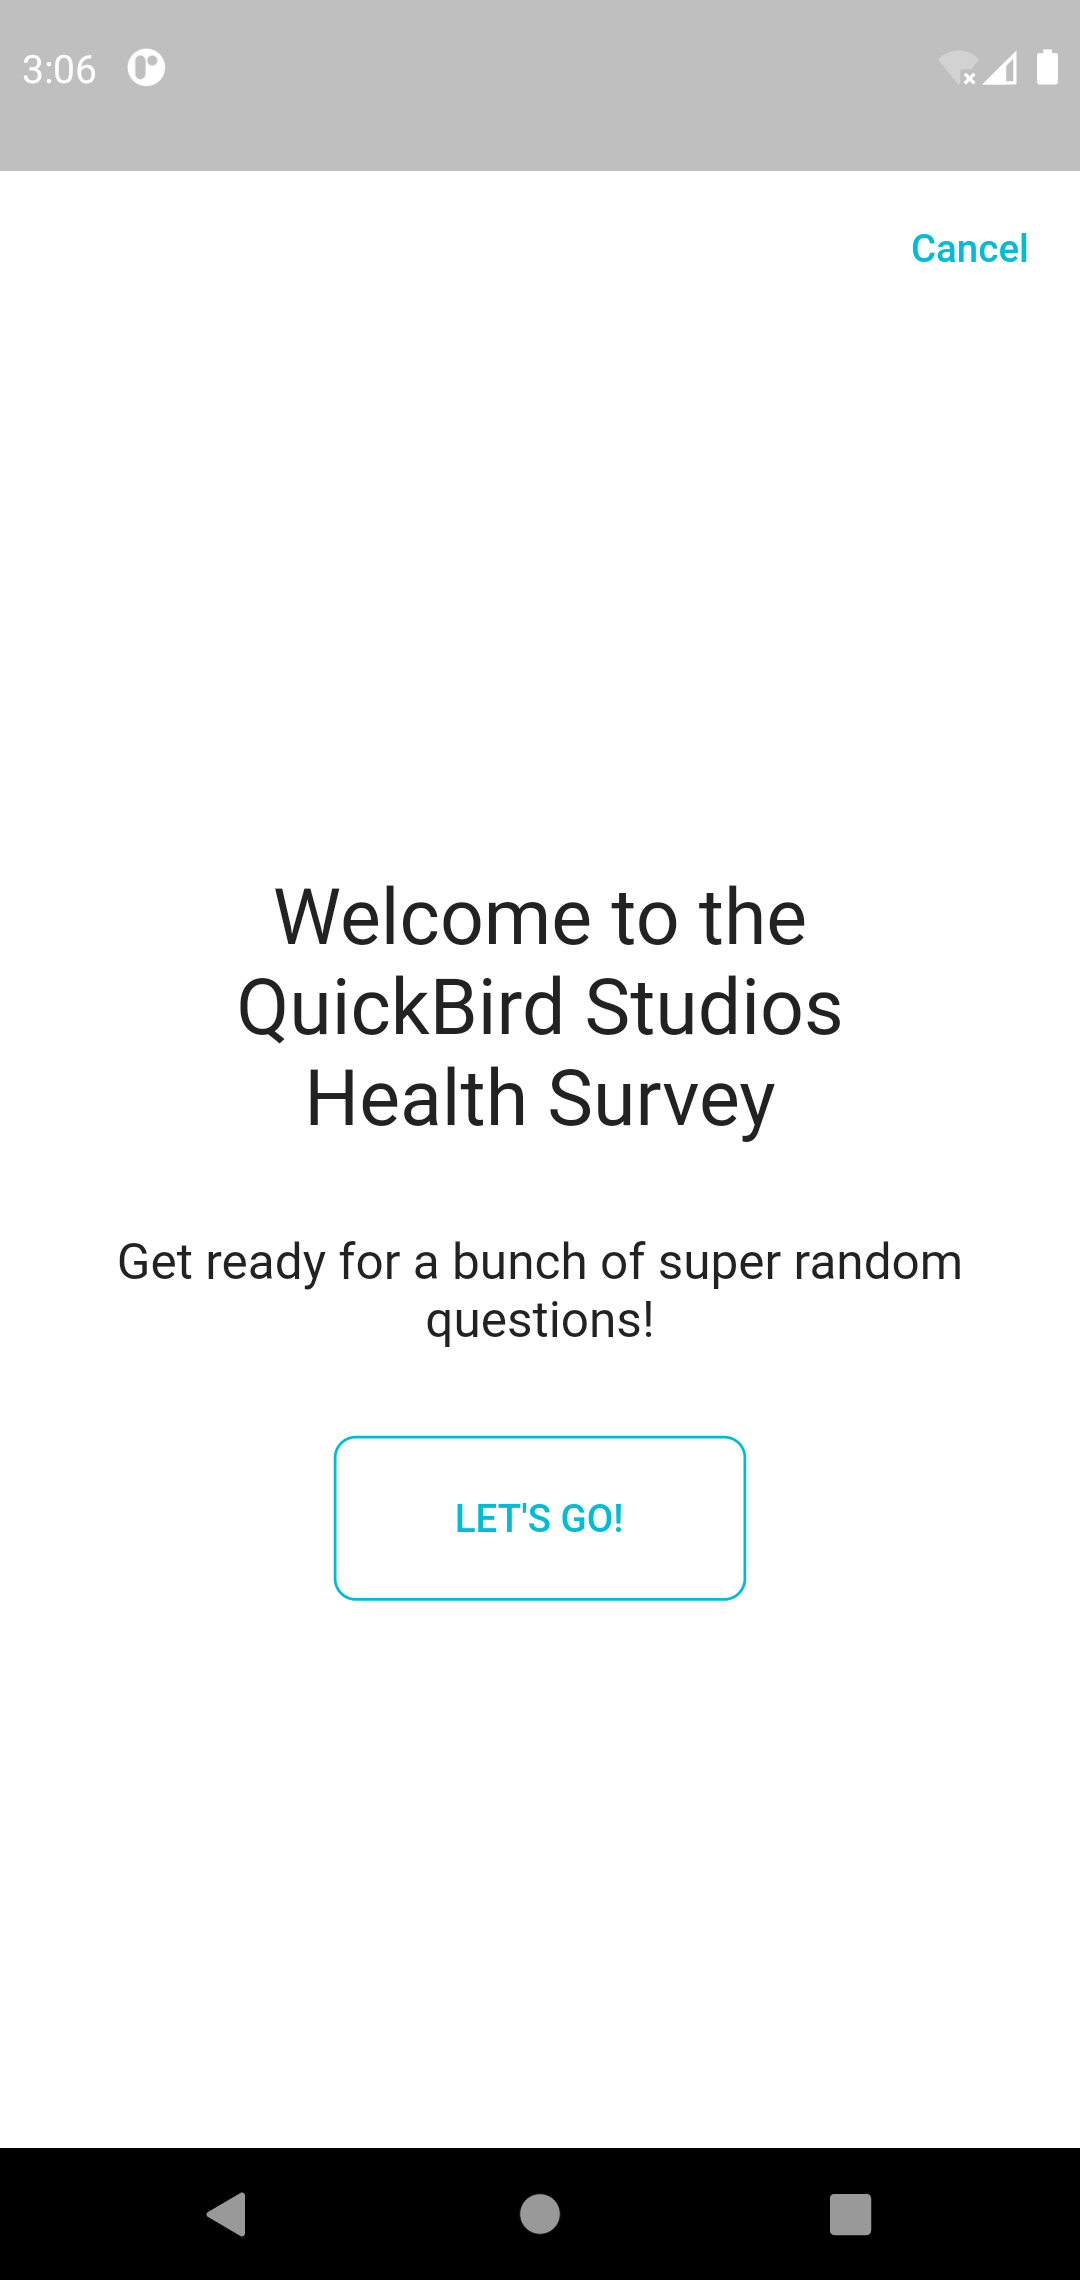 3:06
Cancel
Welcome to the
QuickBird Studios
Health Survey
Get ready for a bunch of super random
questions!
LET'S GO!